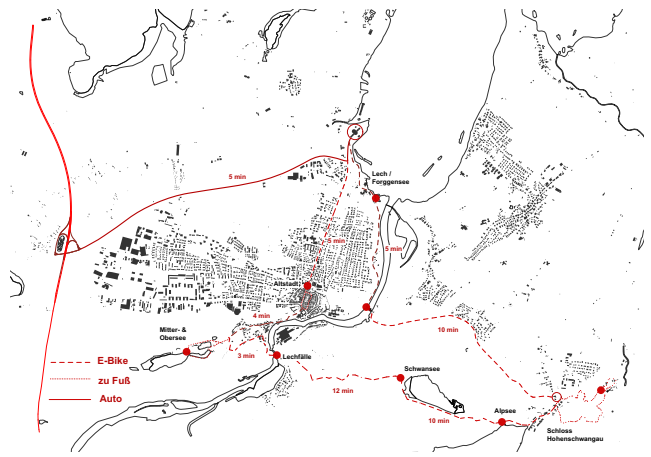 5 min
Lech /
Forggensee
5 min
5 min
Altstadt
4 min
10 min
Mitter- &
Obersee
3 min
Lechfälle
E-Bike
zu Fuß
Auto
Schwansee
12 min
10 min
Alpsee
Schloss
Hohenschwangau